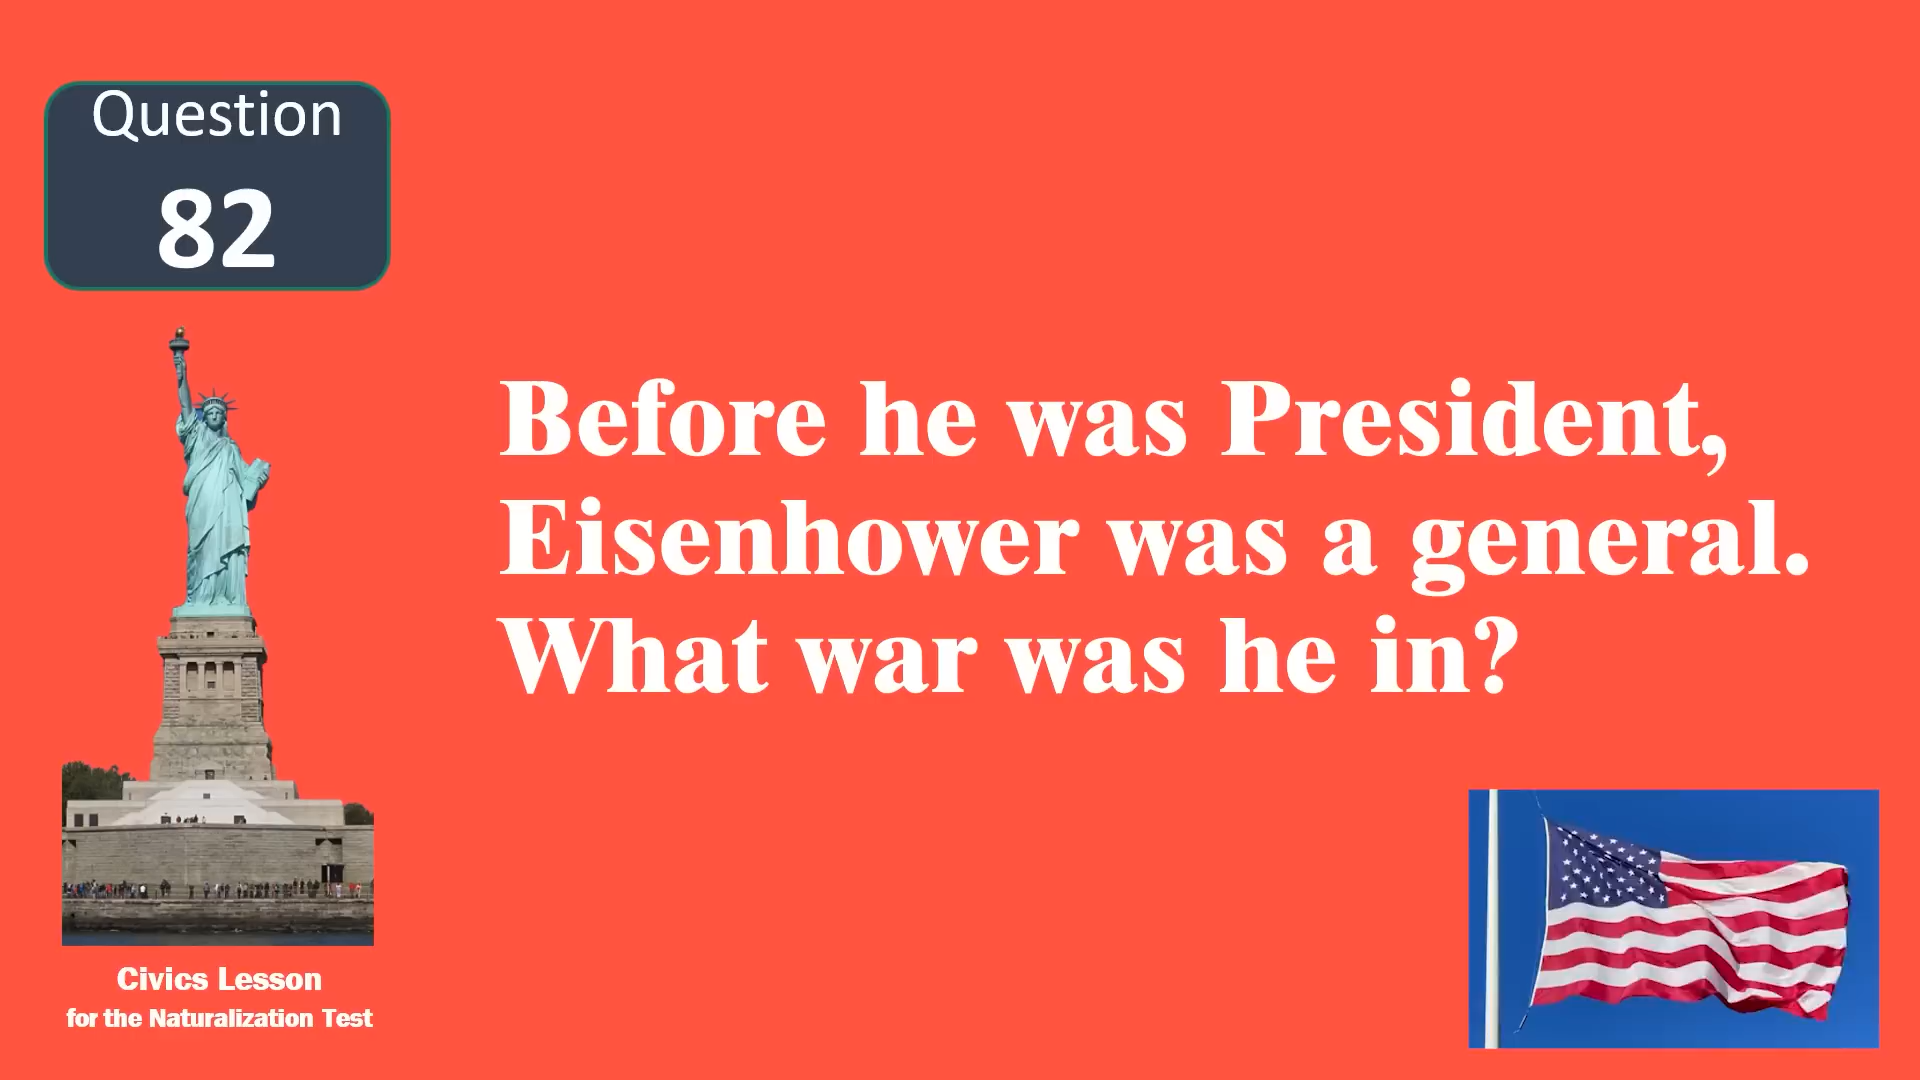 Question
82
Before he was President,
Eisenhower was a general.
What war was he in?
Civics Lesson
for the Naturalization Test